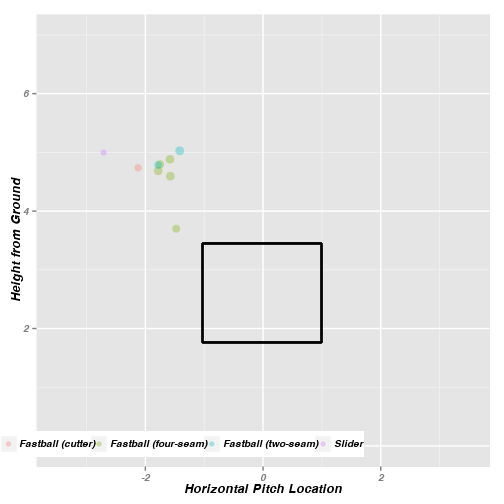 6
4
2
Height from Ground
Fastball (cutter) Fastball (four-seam) Fastball (two-seam) Slider
-2 0 2
Horizontal Pitch Location